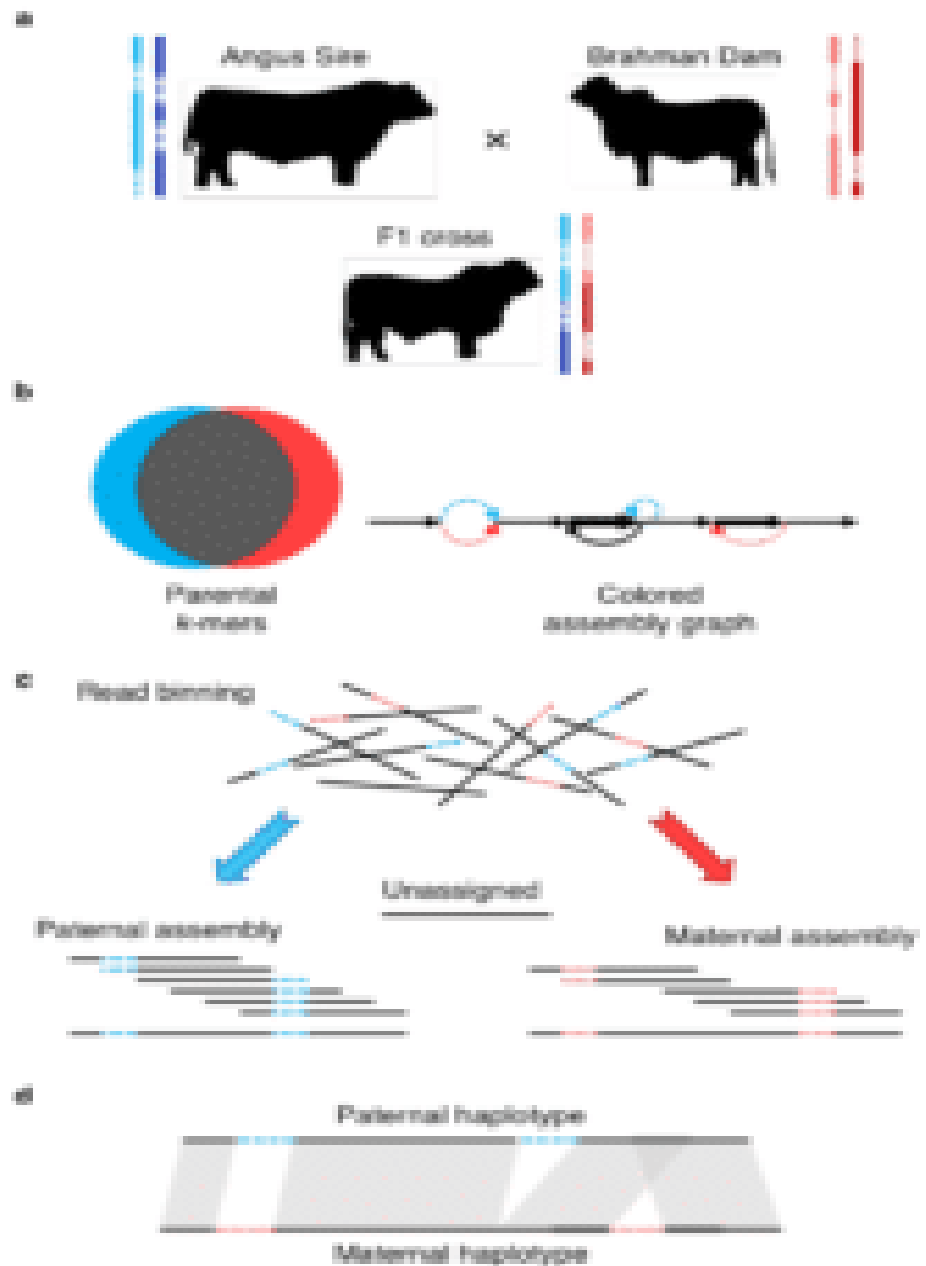 a
Angus Sire
Brahman Dam
×
F1 cross
b
Parental
k-mers
Colored
assembly graph
c
Read binning
Unassigned
Paternal assembly
Maternal assembly
d
Paternal haplotype
Maternal haplotype